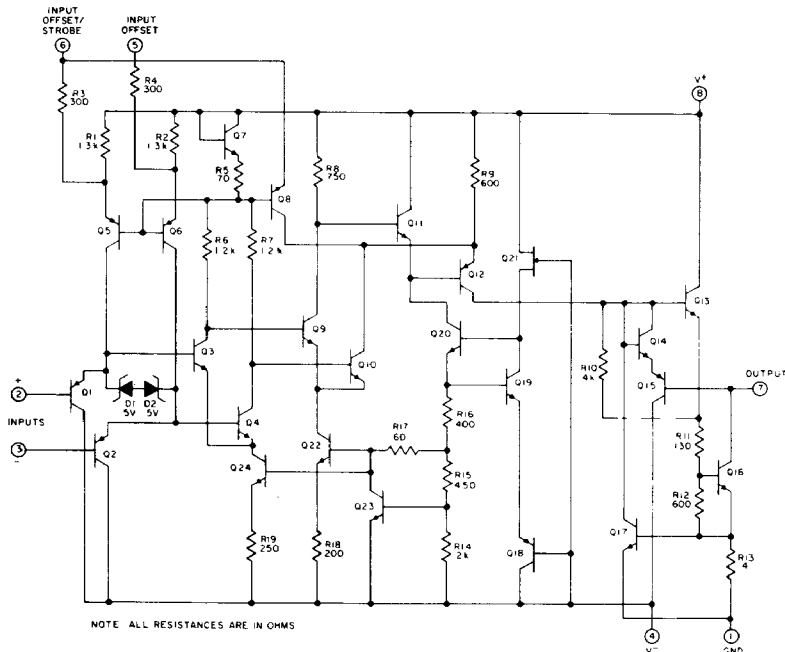 INPUT
OFFSET/
STROBE
6
INPUT
OFFSET
5
R3
300
R4
300
V+
8
R1
1.3k
R2
1.3k
Q7
R5
70
R8
750
R9
600
Q8
Q5
Q6
R6
1.2k
R7
1.2k
Q11
Q12
Q21
Q13
Q3
Q9
Q10
Q20
Q14
+
2
Q1
D1
5V
D2
5V
Q19
R10
4k
Q15
OUTPUT
7
INPUTS
Q4
R17
60
R16
400
R11
130
3
−
Q2
Q22
Q16
Q24
R15
450
R12
600
Q23
R19
250
R18
200
R14
2k
Q18
Q17
R13
4
NOTE: ALL RESISTANCES ARE IN OHMS
4
V−
1
GND